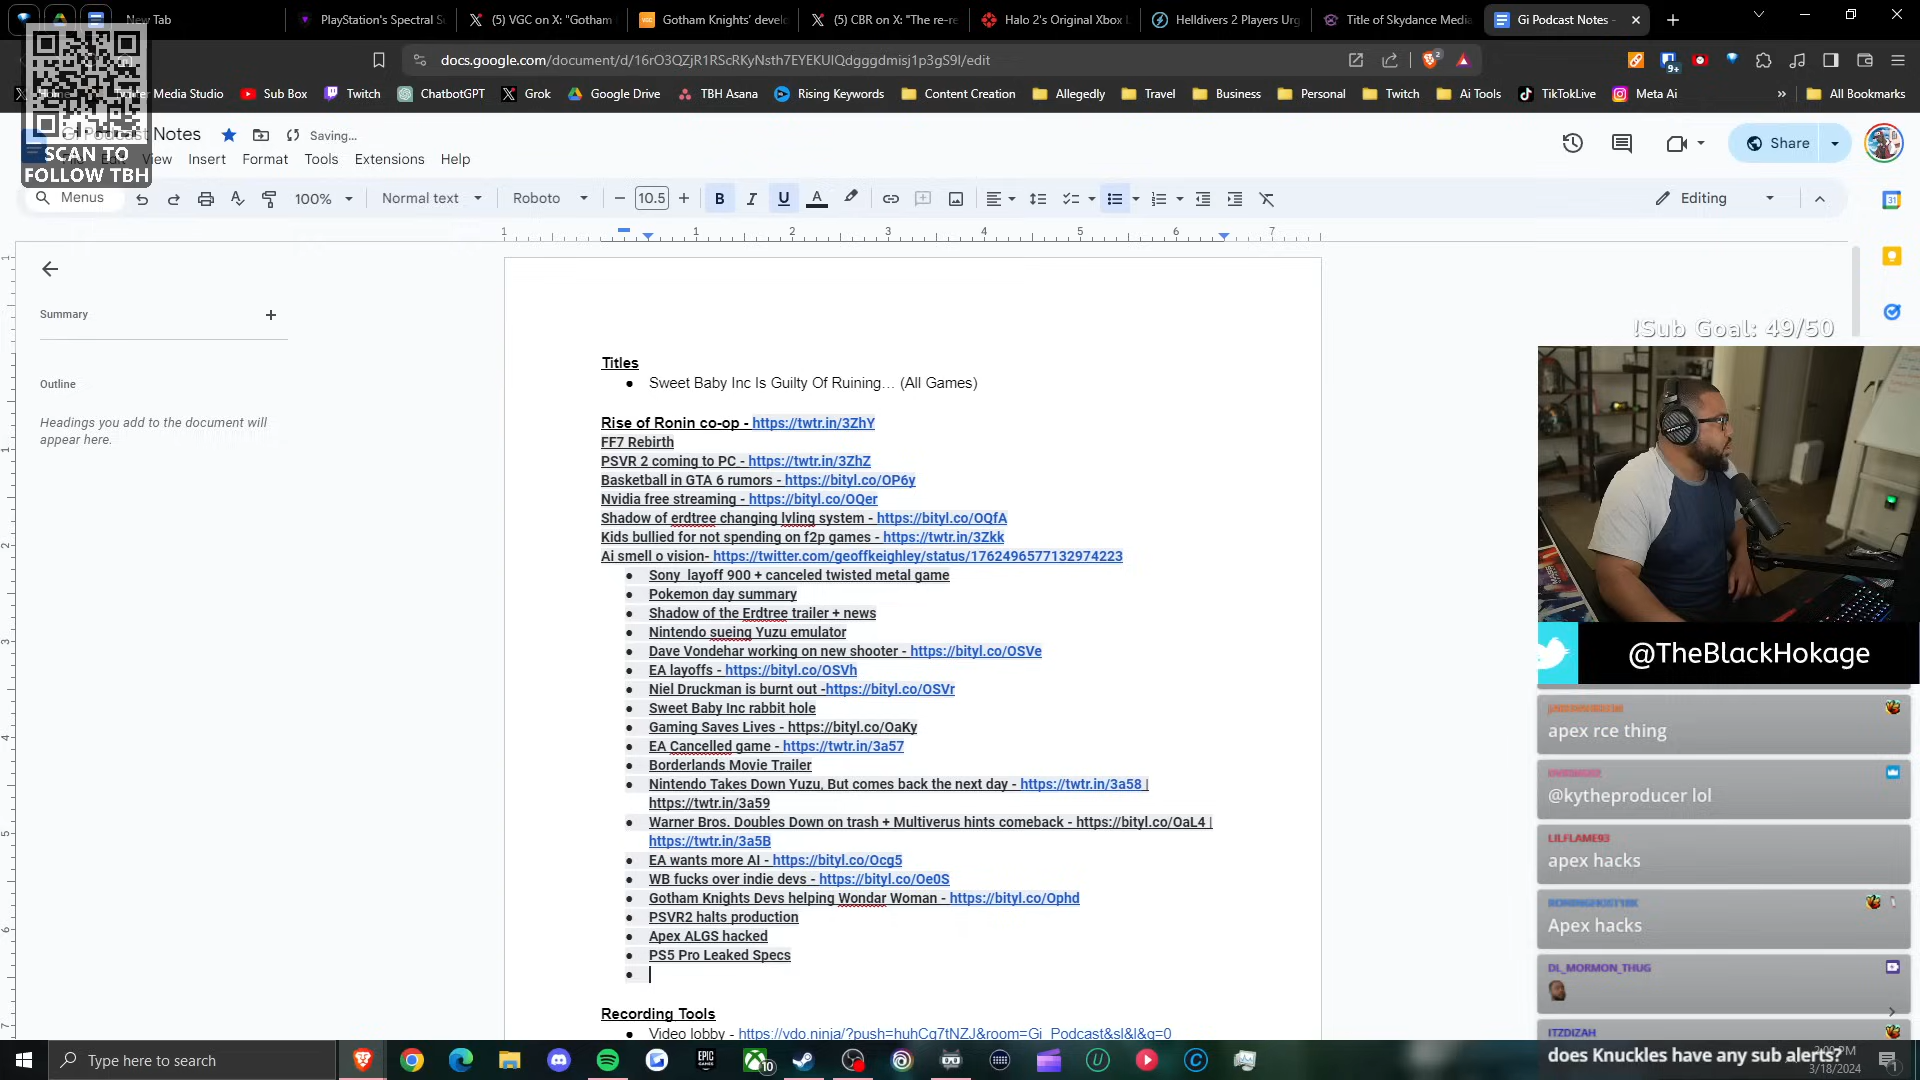 New Tab
PlayStation's Spectral S
(5) VGC on X: "Gotham
Gotham Knights' develo
(5) CBR on X: "The re-re
Halo 2's Original Xbox
Helldivers 2 Players Urg
Title of Skydance Media
Gi Podcast Notes -
docs.google.com/document/d/16rO3QZjR1RScRKyNsth7EYEKUIQdgggdmisj1p3gS9I/edit
Media Studio
Sub Box
Twitch
ChatbotGPT
Grok
Google Drive
TBH Asana
Rising Keywords
Content Creation
Allegedly
Travel
Business
Personal
Twitch
Ai Tools
TikTokLive
Meta Ai
All Bookmarks
Gi Podcast Notes
Saving...
SCAN TO
FOLLOW TBH
View
Insert
Format
Tools
Extensions
Help
Share
Menus
100%
Normal text
Roboto
10.5
Editing
1 1 2 3 4 5 6 7
Summary
Outline
Headings you add to the document will
appear here.
Titles
Sweet Baby Inc Is Guilty Of Ruining… (All Games)
Rise of Ronin co-op - https://twtr.in/3ZhY
FF7 Rebirth
PSVR 2 coming to PC - https://twtr.in/3ZhZ
Basketball in GTA 6 rumors - https://bityl.co/OP6y
Nvidia free streaming - https://bityl.co/OQer
Shadow of erdtree changing lvling system - https://bityl.co/OQfA
Kids bullied for not spending on f2p games - https://twtr.in/3Zkk
Ai smell o vision- https://twitter.com/geoffkeighley/status/1762496577132974223
Sony  layoff 900 + canceled twisted metal game
Pokemon day summary
Shadow of the Erdtree trailer + news
Nintendo sueing Yuzu emulator
Dave Vondehar working on new shooter - https://bityl.co/OSVe
EA layoffs - https://bityl.co/OSVh
Niel Druckman is burnt out -https://bityl.co/OSVr
Sweet Baby Inc rabbit hole
Gaming Saves Lives - https://bityl.co/OaKy
EA Cancelled game - https://twtr.in/3a57
Borderlands Movie Trailer
Nintendo Takes Down Yuzu, But comes back the next day - https://twtr.in/3a58 |
https://twtr.in/3a59
Warner Bros. Doubles Down on trash + Multiverus hints comeback - https://bityl.co/OaL4 |
https://twtr.in/3a5B
EA wants more AI - https://bityl.co/Ocg5
WB fucks over indie devs - https://bityl.co/Oe0S
Gotham Knights Devs helping Wondar Woman - https://bityl.co/Ophd
PSVR2 halts production
Apex ALGS hacked
PS5 Pro Leaked Specs
Recording Tools
Video lobby - https://vdo.ninja/?push=huhCq7tNZJ&room=Gi_Podcast&sl&l&q=0
!Sub Goal: 49/50
@TheBlackHokage
apex rce thing
@kytheproducer lol
LILFLAME93
apex hacks
Apex hacks
DL_MORMON_THUG
ITZDIZAH
does Knuckles have any sub alerts?
Type here to search
3/18/2024